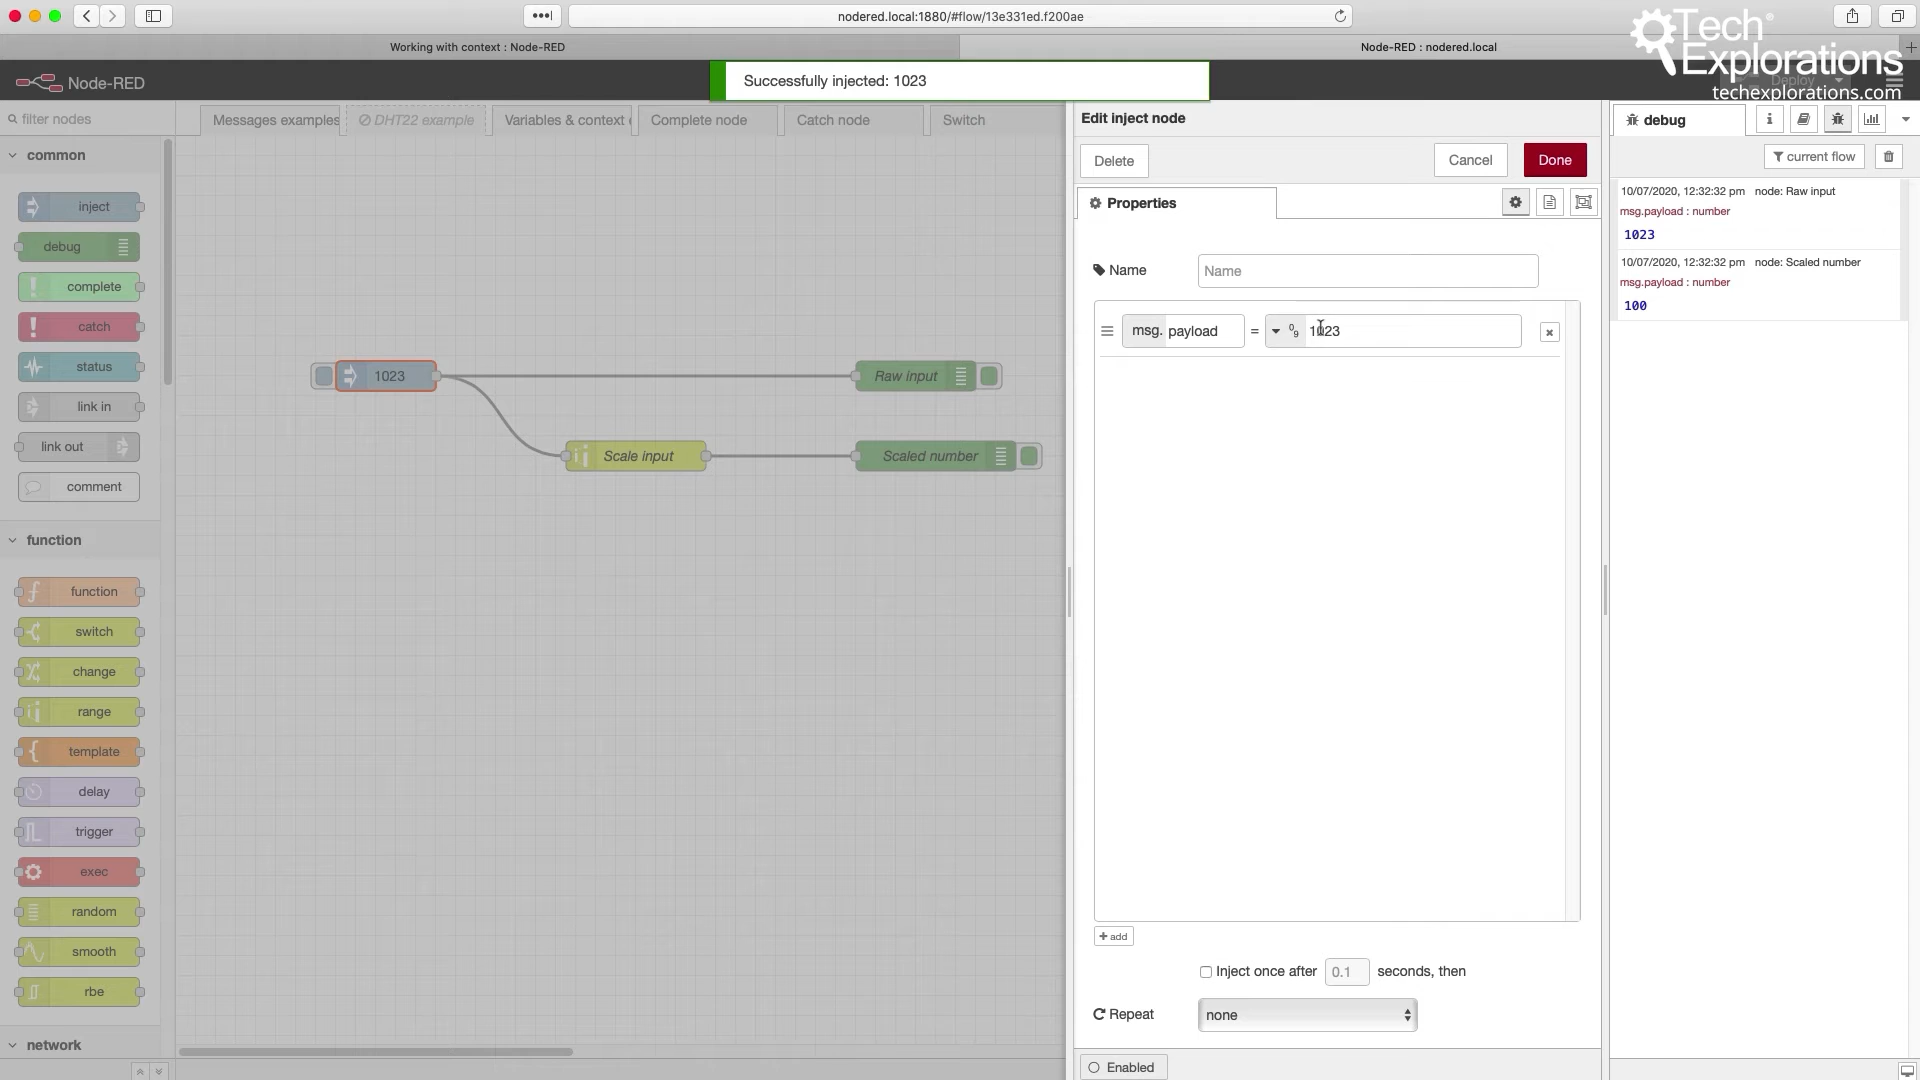 nodered.local:1880/#flow/13e331ed.f200ae
Working with context : Node-RED
Node-RED : nodered.local
Tech
Explorations
techexplorations.com
Node-RED
Successfully injected: 1023
Deploy
filter nodes
Messages examples
DHT22 example
Variables & context
Complete node
Catch node
Switch
common
inject
debug
complete
catch
status
link in
link out
comment
function
function
switch
change
range
template
delay
trigger
exec
random
smooth
rbe
network
1023
Raw input
Scale input
Scaled number
Edit inject node
Delete
Cancel
Done
Properties
Name
Name
msg. payload = 0 9 1023
+ add
Inject once after 0.1 seconds, then
Repeat none
Enabled
debug
current flow
10/07/2020, 12:32:32 pm node: Raw input
msg.payload : number
1023
10/07/2020, 12:32:32 pm node: Scaled number
msg.payload : number
100